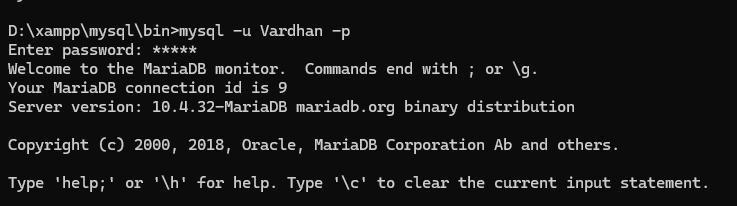 D:\xampp\mysql\bin>mysql -u Vardhan -p
Enter password: *****
Welcome to the MariaDB monitor.  Commands end with ; or \g.
Your MariaDB connection id is 9
Server version: 10.4.32-MariaDB mariadb.org binary distribution

Copyright (c) 2000, 2018, Oracle, MariaDB Corporation Ab and others.

Type 'help;' or '\h' for help. Type '\c' to clear the current input statement.